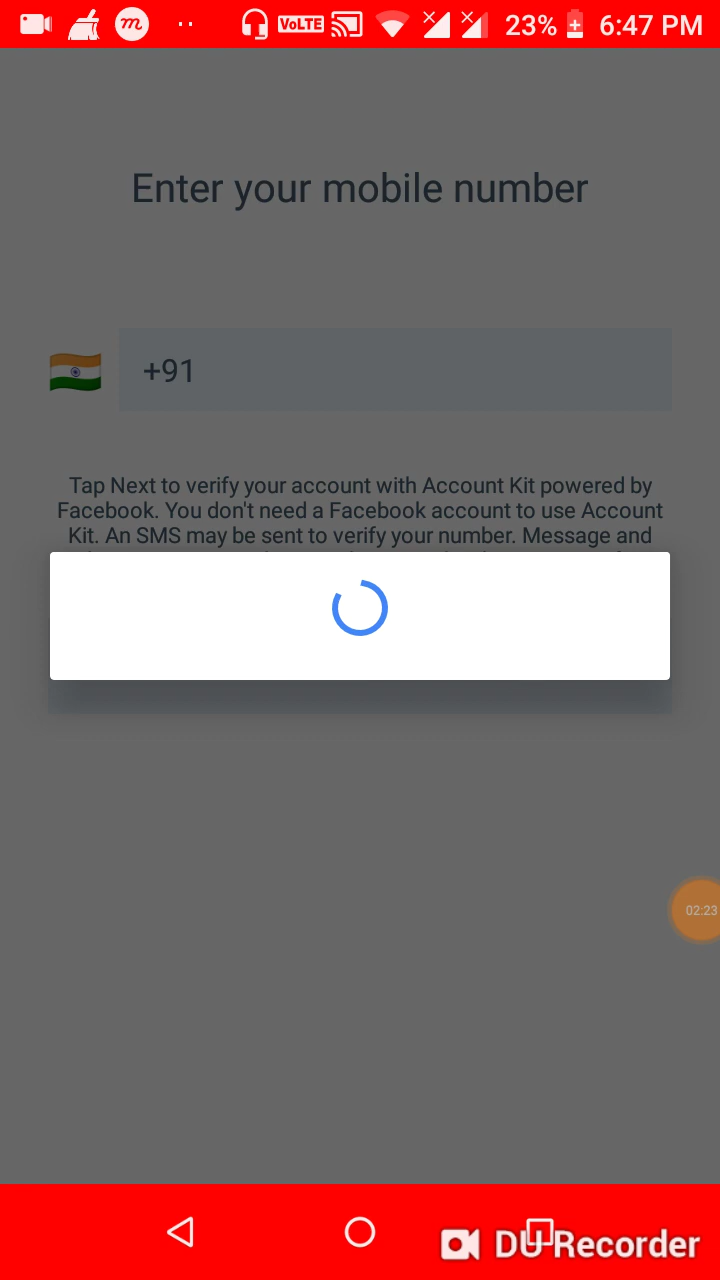 VoLTE 23% 6:47 PM
Enter your mobile number
+91
Tap Next to verify your account with Account Kit powered by
Facebook. You don't need a Facebook account to use Account
Kit. An SMS may be sent to verify your number. Message and
02:23
DU Recorder